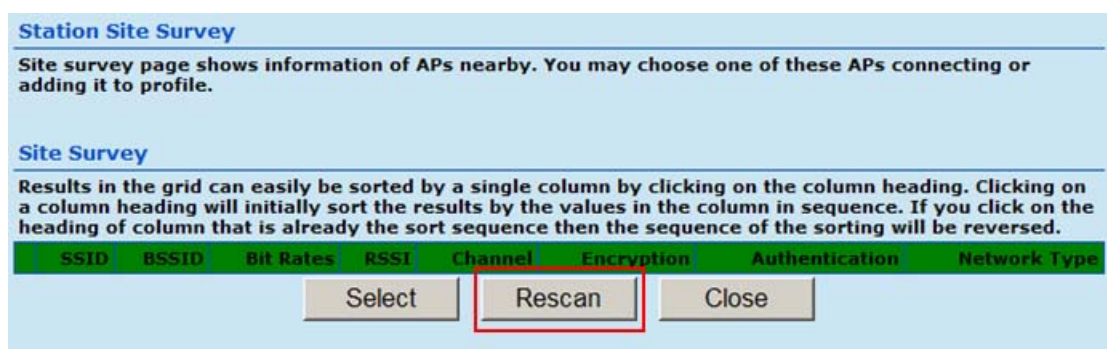 Station Site Survey
Site survey page shows information of APs nearby. You may choose one of these APs connecting or
adding it to profile.
Site Survey
Results in the grid can easily be sorted by a single column by clicking on the column heading. Clicking on
a column heading will initially sort the results by the values in the column in sequence. If you click on the
heading of column that is already the sort sequence then the sequence of the sorting will be reversed.
SSID BSSID Bit Rates RSSI Channel Encryption Authentication Network Type
Select Rescan Close